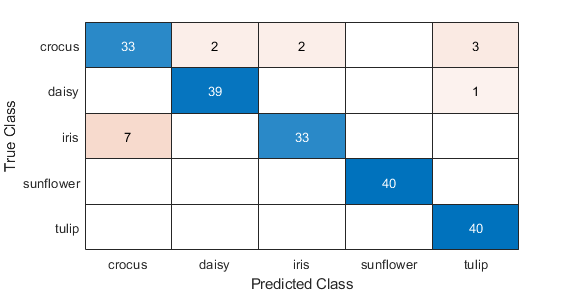 crocus 33 2 2 3
daisy 39 1
iris 7 33
sunflower 40
tulip 40
crocus daisy iris sunflower tulip
Predicted Class
True Class